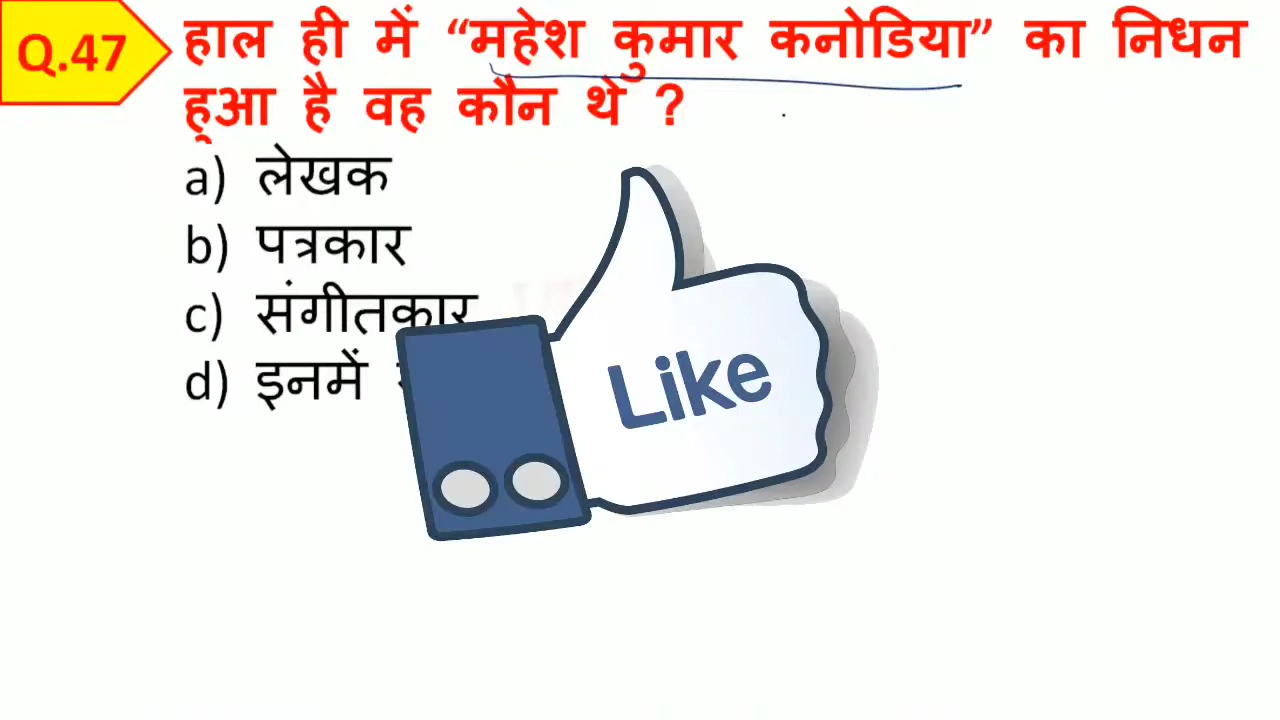 Q.47
हाल ही में “महेश कुमार कनोडिया” का निधन
हुआ है वह कौन थे ?
a) लेखक
b) पत्रकार
c) संगीतकार
d) इनमें
Like